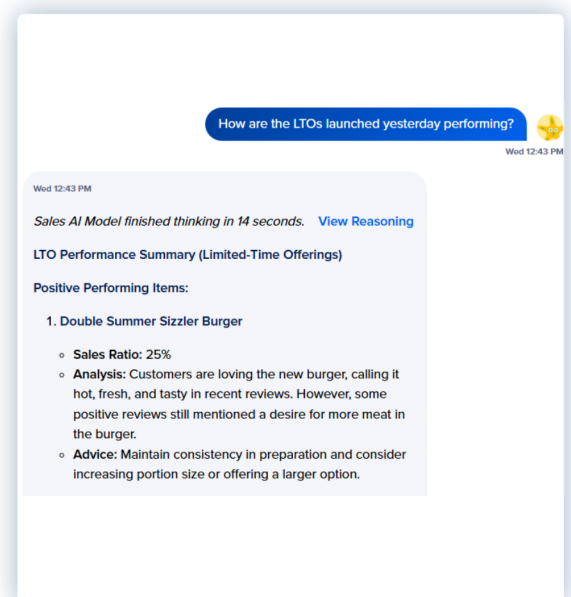 How are the LTOs launched yesterday performing?
Wed 12:43 PM
Wed 12:43 PM
Sales AI Model finished thinking in 14 seconds. View Reasoning
LTO Performance Summary (Limited-Time Offerings)
Positive Performing Items:
1. Double Summer Sizzler Burger
Sales Ratio: 25%
Analysis: Customers are loving the new burger, calling it
hot, fresh, and tasty in recent reviews. However, some
positive reviews still mentioned a desire for more meat in
the burger.
Advice: Maintain consistency in preparation and consider
increasing portion size or offering a larger option.